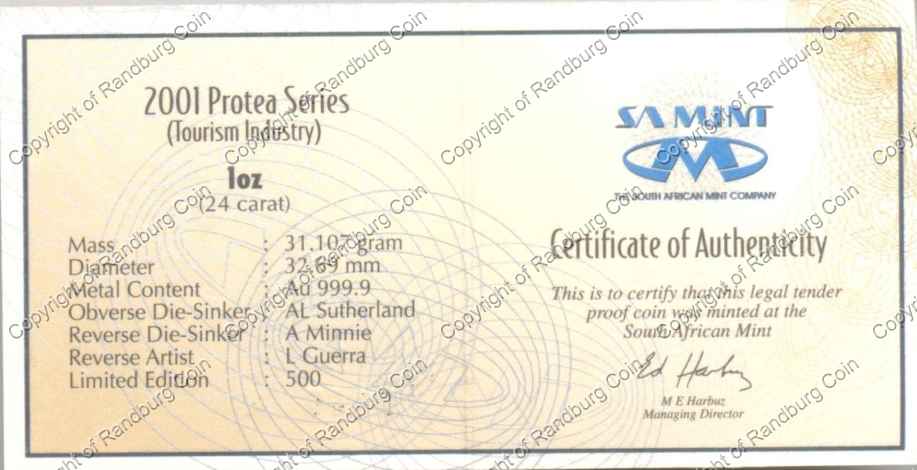 2001 Protea Series
(Tourism Industry)
1oz
(24 carat)
Mass : 31.107 gram
Diameter : 32.69 mm
Metal Content : Au 999.9
Obverse Die-Sinker : AL Sutherland
Reverse Die-Sinker : A Minnie
Reverse Artist : L Guerra
Limited Edition : 500
SA MINT
THE SOUTH AFRICAN MINT COMPANY
Certificate of Authenticity
This is to certify that this legal tender
proof coin was minted at the
South African Mint
Ed Harbuz
M E Harbuz
Managing Director
Copyright of Randburg Coin